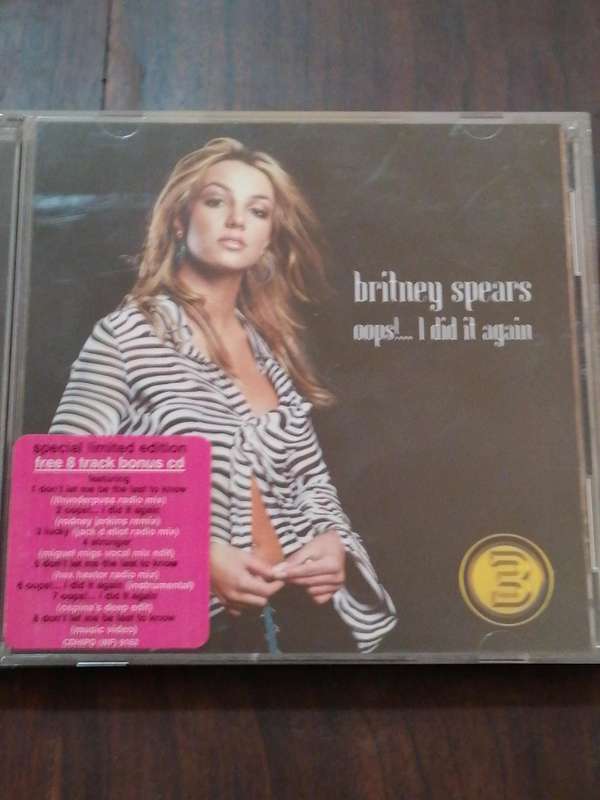 britney spears
oops!.... I did it again
special limited edition
free 8 track bonus cd
featuring
1 don't let me be the last to know
(thunderpuss radio mix)
2 oops!... i did it again
(rodney jerkins remix)
3 lucky (jack d elliot radio mix)
4 stronger
(miguel migs vocal mix edit)
5 don't let me be the last to know
(hex hector radio mix)
6 oops!... i did it again (instrumental)
7 oops!... i did it again
(ospina's deep edit)
8 don't let me be last to know
(music video)